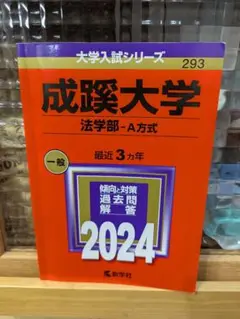 大学入試シリーズ
293
成蹊大学
法学部-A方式
一般
最近3カ年
傾向と対策
過去問
解答
2024
教学社